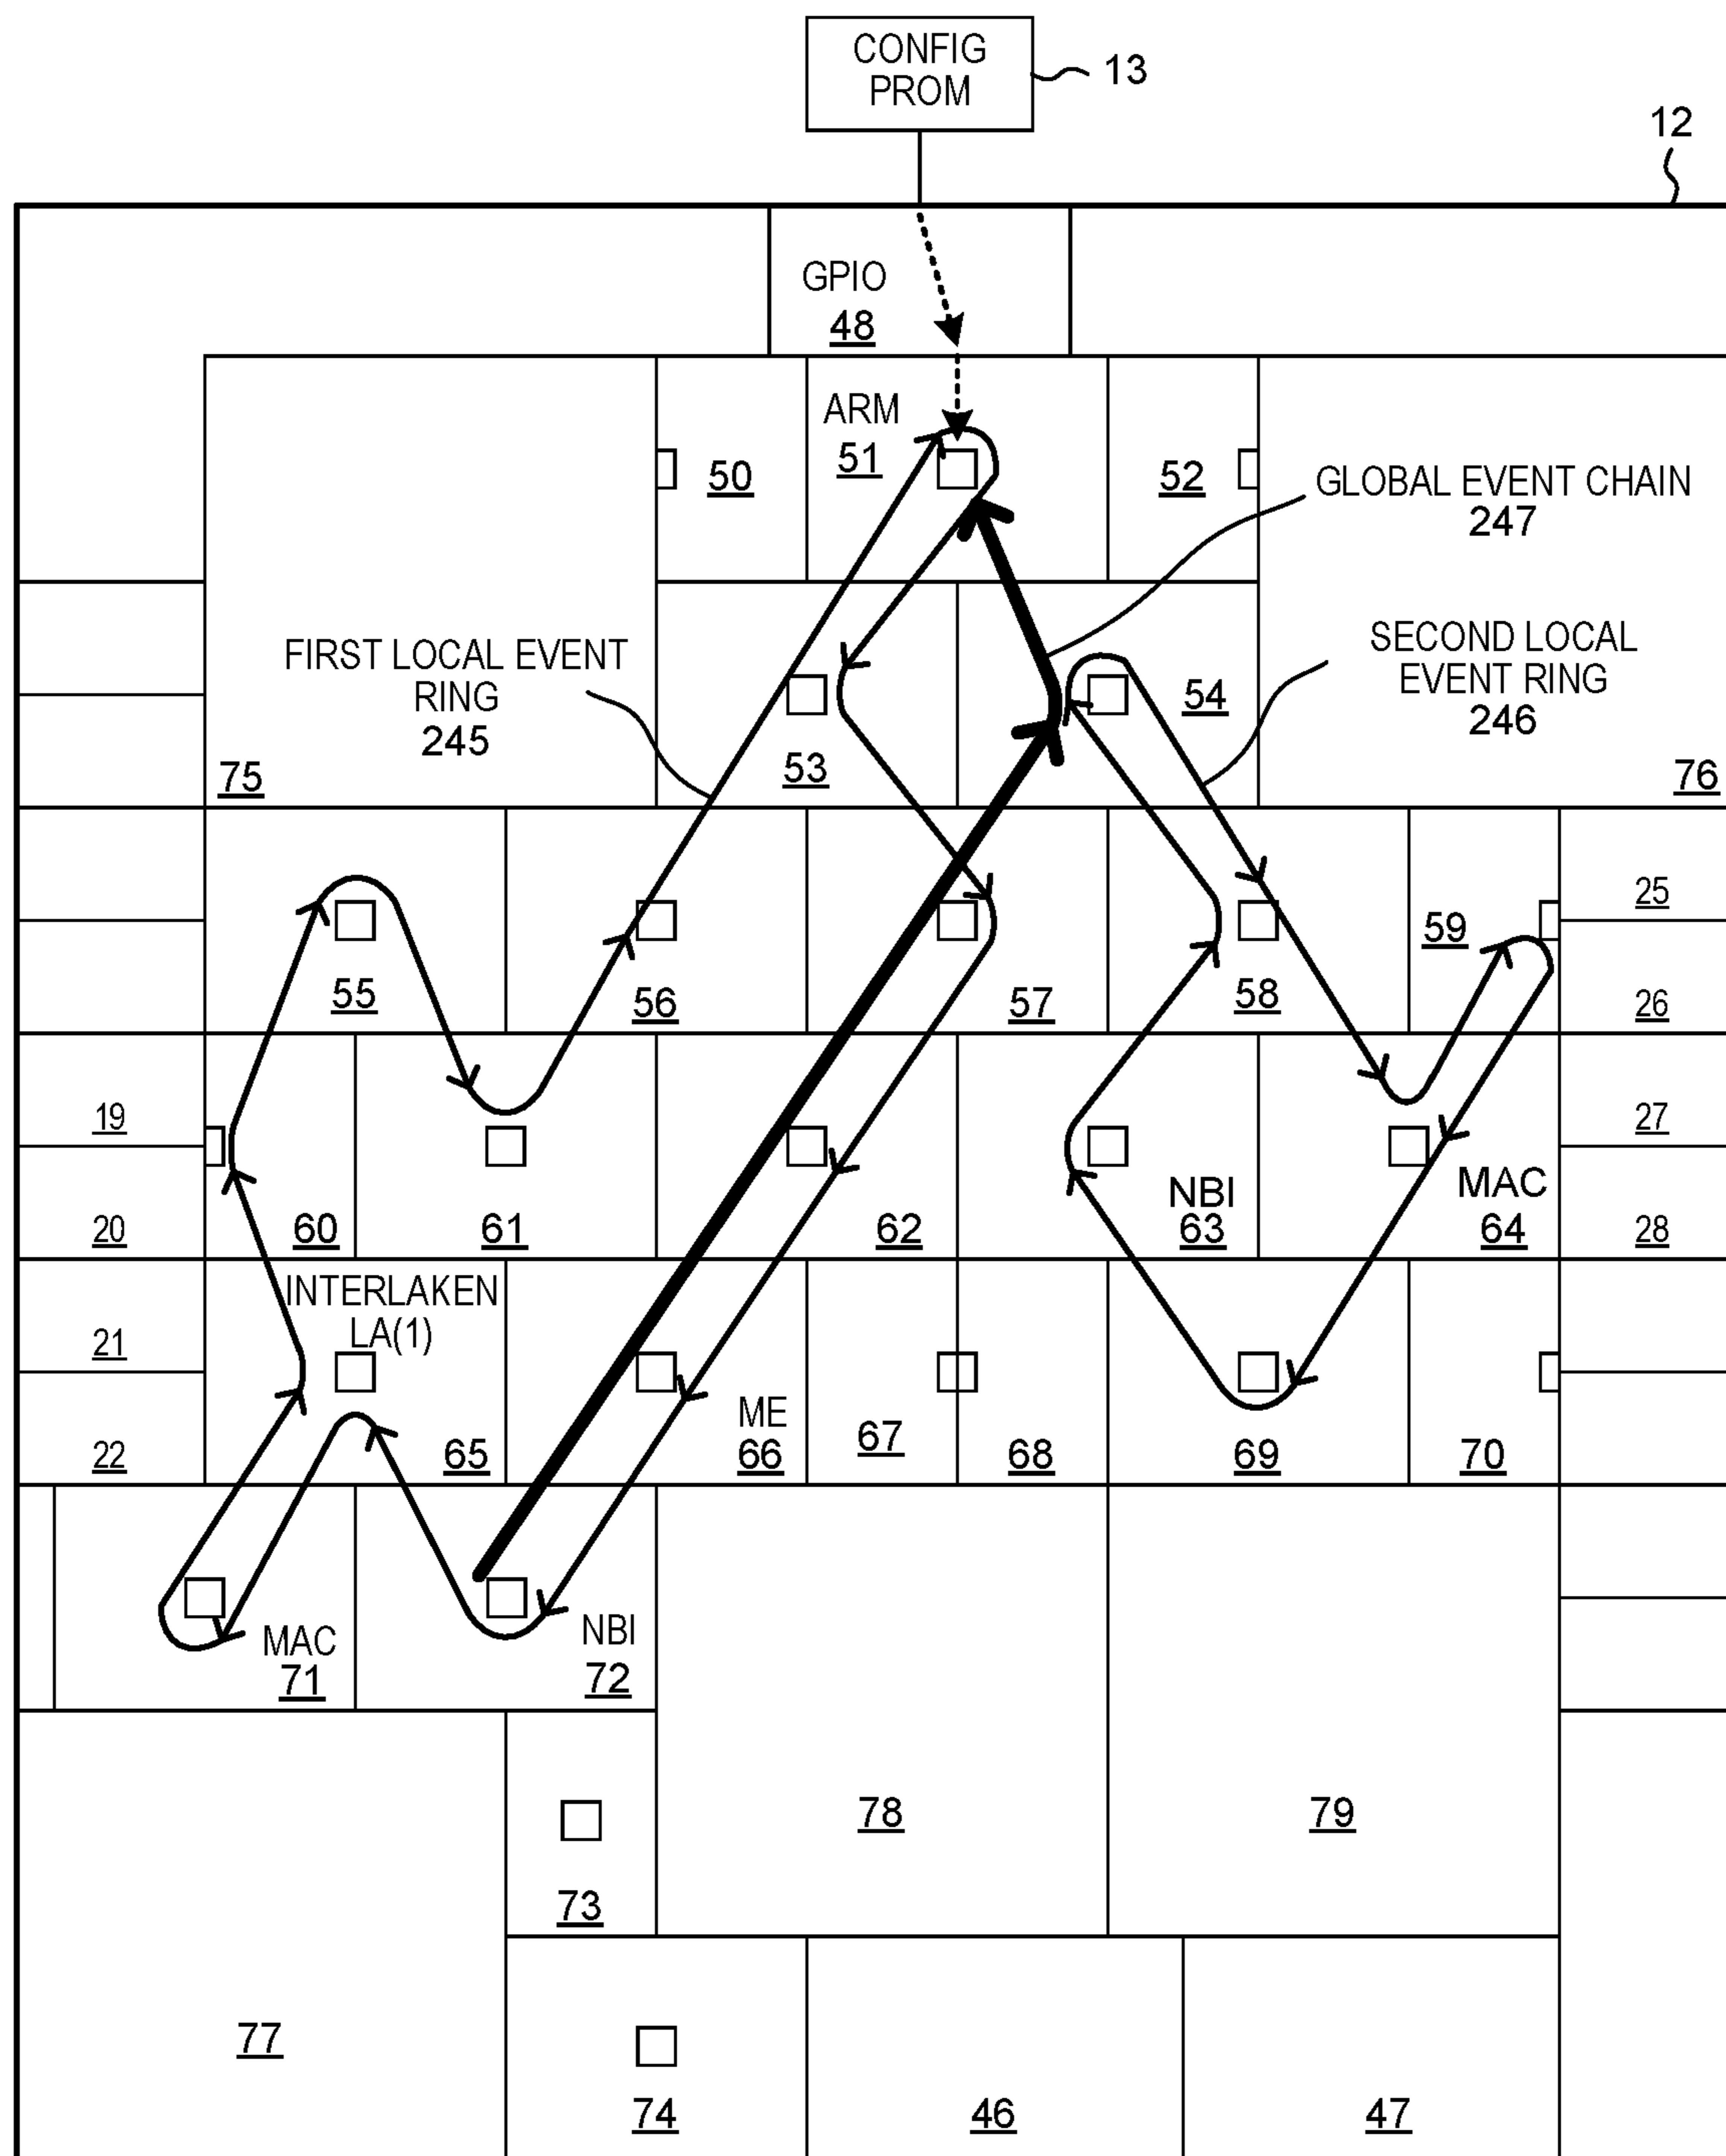 CONFIG
PROM
13
12
GPIO
48
ARM
51
50
52
GLOBAL EVENT CHAIN
247
FIRST LOCAL EVENT
RING
245
SECOND LOCAL
EVENT RING
246
54
53
75
76
25
59
55
56
57
58
26
19
27
NBI
63
MAC
64
20
60
61
62
28
INTERLAKEN
LA(1)
21
ME
66
67
22
65
68
69
70
MAC
71
NBI
72
78
79
73
77
74
46
47